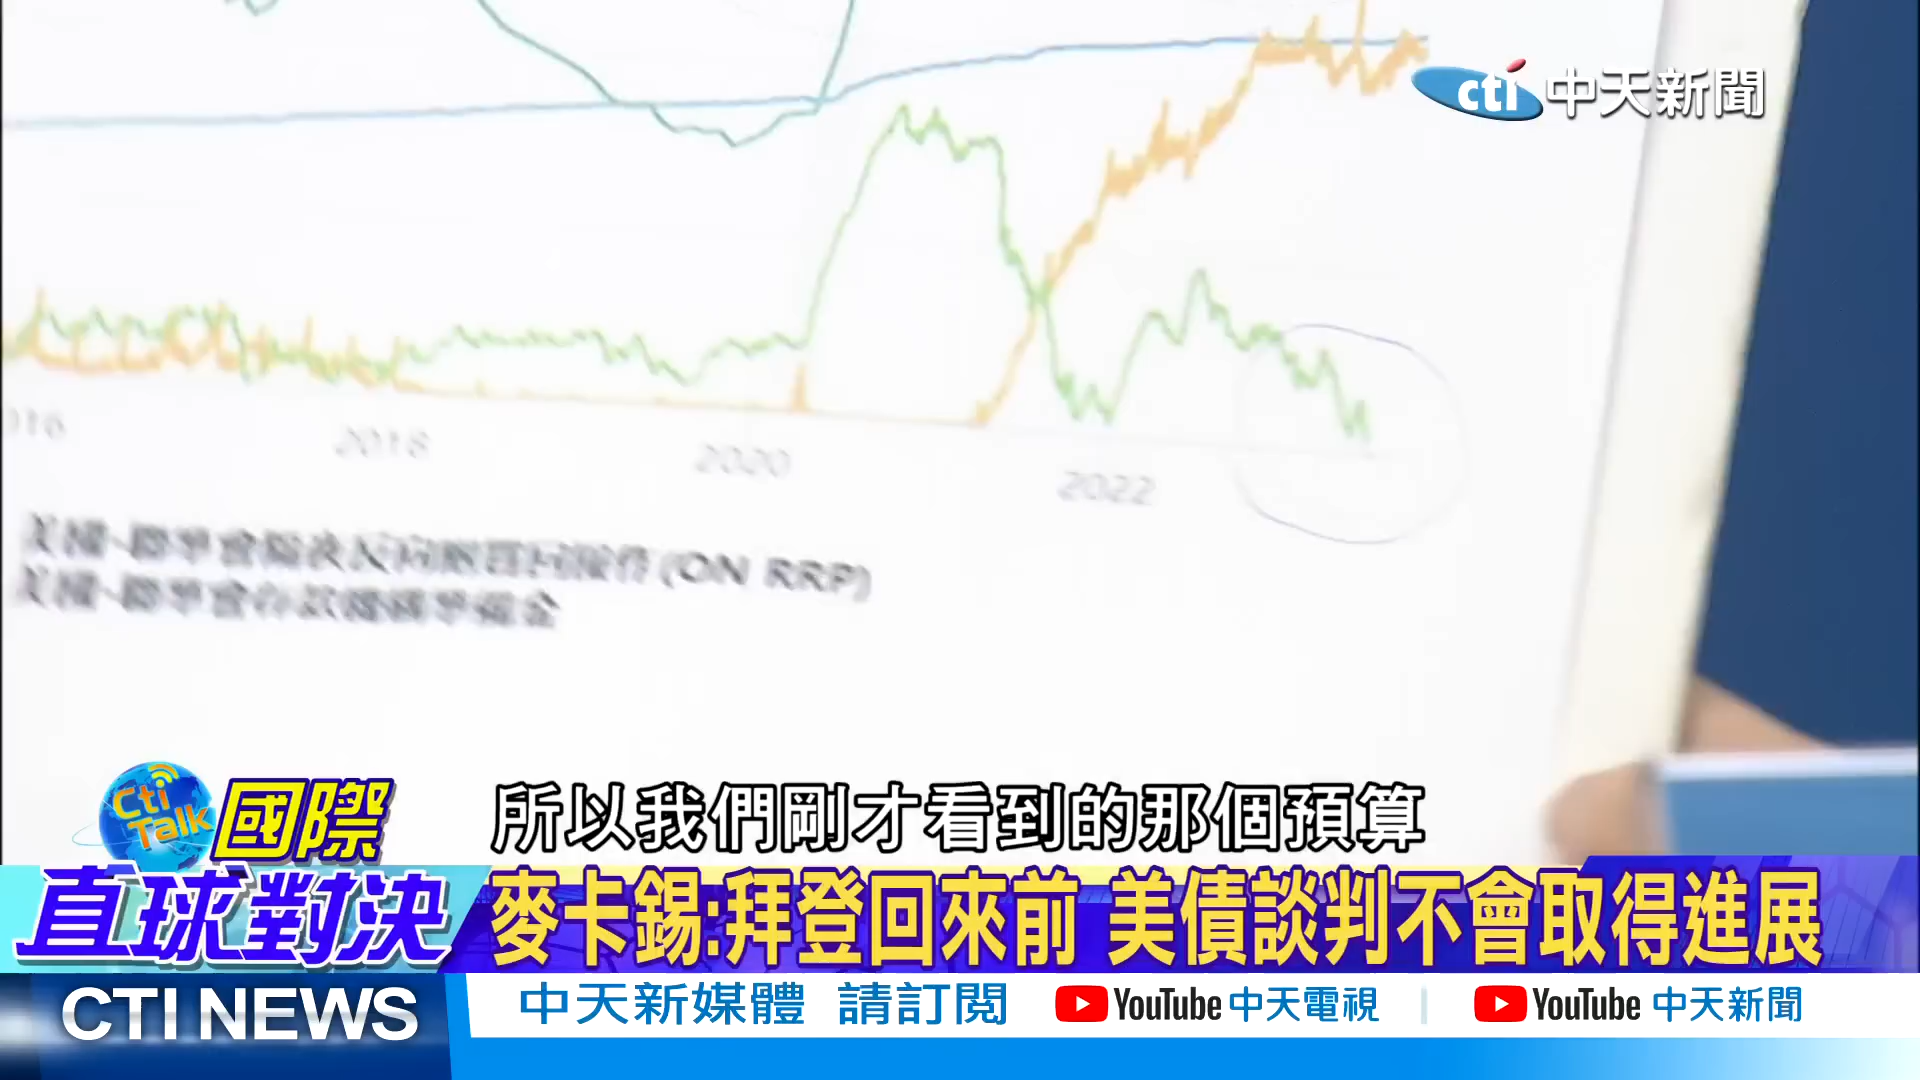 cti 中天新聞
2018
2020
2022
(ON RRP)
Cti Talk 國際
直球對決
所以我們剛才看到的那個預算
麥卡錫:拜登回來前 美債談判不會取得進展
CTI NEWS
中天新媒體 請訂閱 YouTube 中天電視 | YouTube 中天新聞